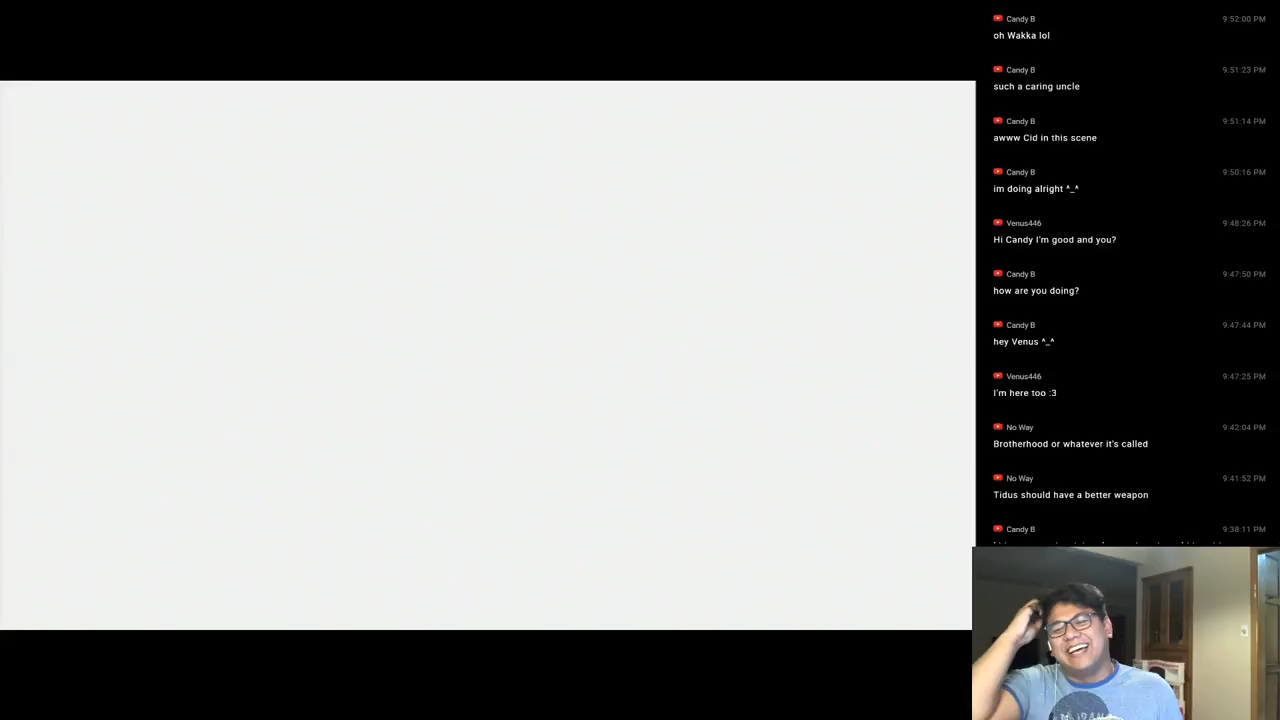 Candy B 9:52:00 PM
oh Wakka lol
Candy B 9:51:23 PM
such a caring uncle
Candy B 9:51:14 PM
awww Cid in this scene
Candy B 9:50:16 PM
im doing alright ^_^
Venus446 9:48:26 PM
Hi Candy I'm good and you?
Candy B 9:47:50 PM
how are you doing?
Candy B 9:47:44 PM
hey Venus ^_^
Venus446 9:47:25 PM
I'm here too :3
No Way 9:42:04 PM
Brotherhood or whatever it's called
No Way 9:41:52 PM
Tidus should have a better weapon
Candy B 9:38:11 PM